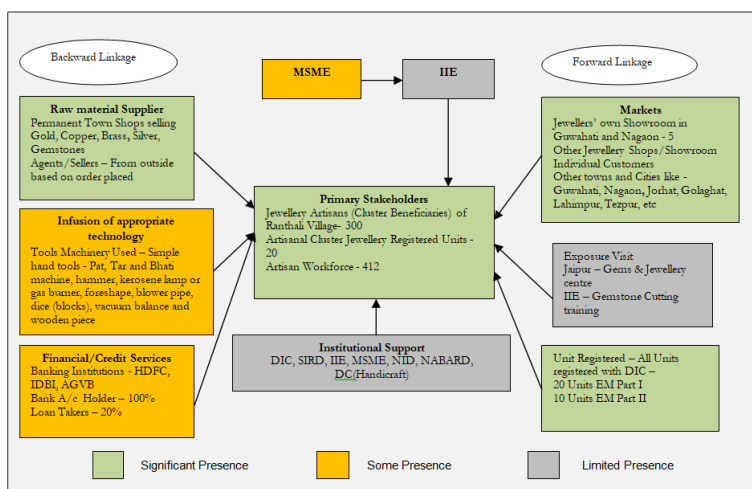 Backward Linkage
MSME
IIE
Forward Linkage
Raw material Supplier
Permanent Town Shops selling
Gold, Copper, Brass, Silver,
Gemstones
Agents/Sellers – From outside
based on order placed
Markets
Jewellers' own Showroom in
Guwahati and Nagaon - 5
Other Jewellery Shops/Showroom
Individual Customers
Other towns and Cities like -
Guwahati, Nagaon, Jorhat, Golaghat,
Lahimpur, Tezpur, etc
Primary Stakeholders
Jewellery Artisans (Cluster Beneficiaries) of
Ranthali Village- 300
Artisanal Cluster Jewellery Registered Units -
20
Artisan Workforce - 412
Infusion of appropriate
technology
Tools Machinery Used – Simple
hand tools - Pat, Tar and Bhati
machine, hammer, kerosene lamp or
gas burner, foreshape, blower pipe,
dice (blocks), vacuum balance and
wooden piece
Exposure Visit
Jaipur – Gems & Jewellery
centre
IIE – Gemstone Cutting
training
Institutional Support
DIC, SIRD, IIE, MSME, NID, NABARD,
DC(Handicraft)
Financial/Credit Services
Banking Institutions - HDFC,
IDBI, AGVB
Bank A/c Holder – 100%
Loan Takers – 20%
Unit Registered – All Units
registered with DIC –
20 Units EM Part I
10 Units EM Part II
Significant Presence
Some Presence
Limited Presence